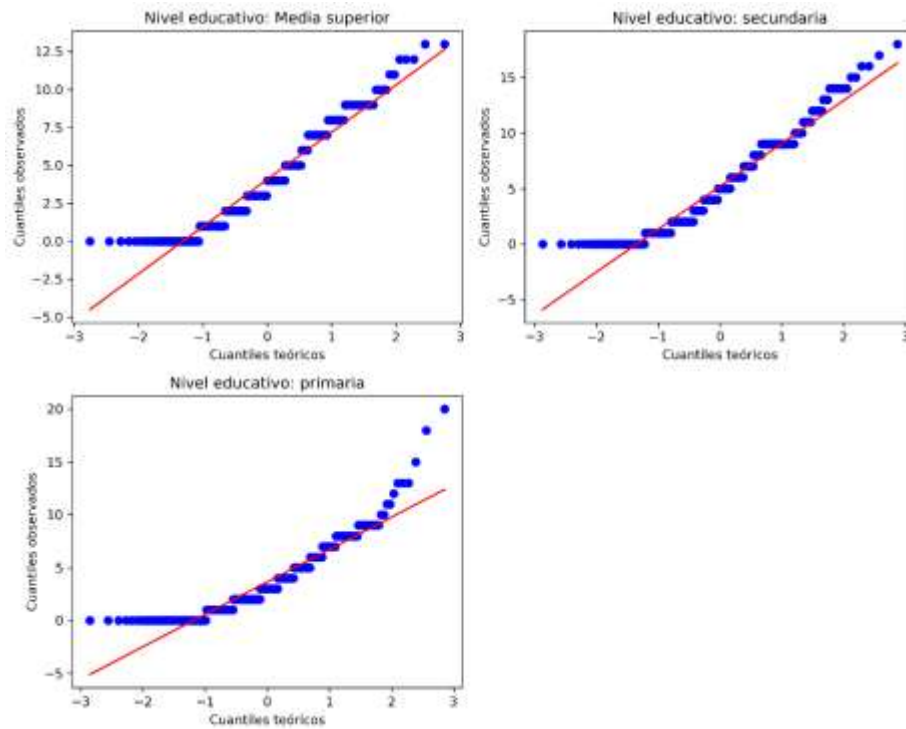 Nivel educativo: Media superior
12.5
10.0
7.5
5.0
2.5
0.0
−2.5
−5.0
Cuantiles observados
−3 −2 −1 0 1 2 3
Cuantiles teóricos
Nivel educativo: secundaria
15
10
5
0
−5
Cuantiles observados
−3 −2 −1 0 1 2 3
Cuantiles teóricos
Nivel educativo: primaria
20
15
10
5
0
−5
Cuantiles observados
−3 −2 −1 0 1 2 3
Cuantiles teóricos